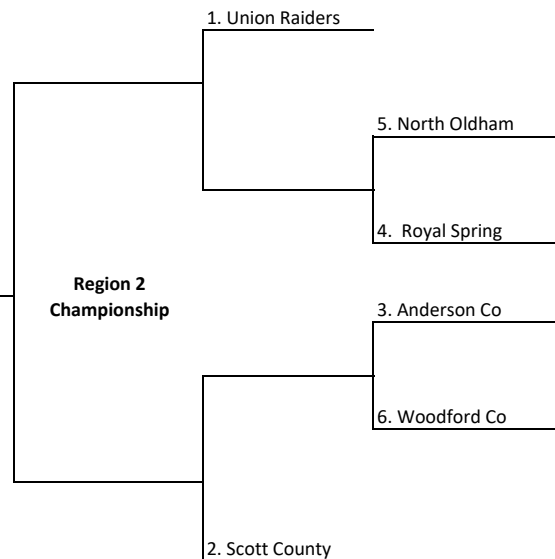 1. Union Raiders
5. North Oldham
4. Royal Spring
Region 2
Championship
3. Anderson Co
6. Woodford Co
2. Scott County